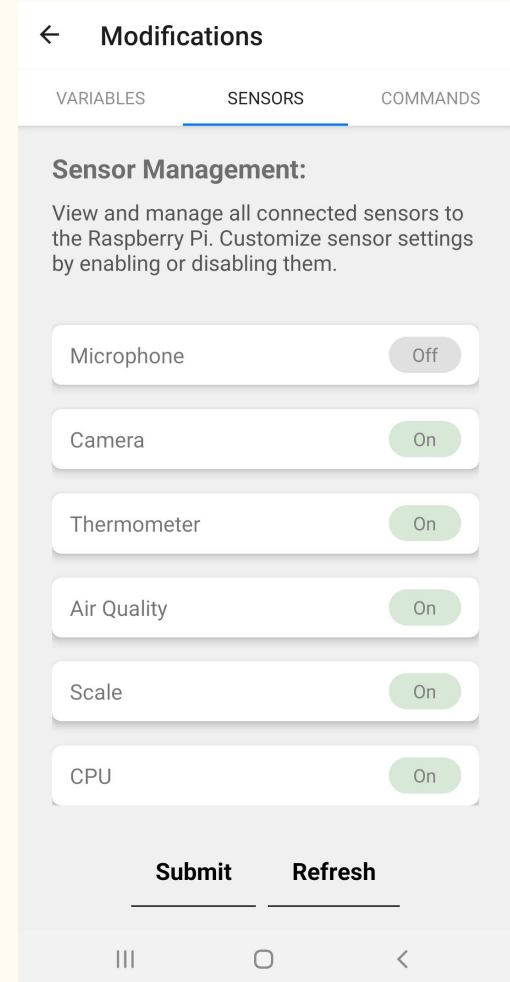 Modifications
VARIABLES SENSORS COMMANDS
Sensor Management:
View and manage all connected sensors to
the Raspberry Pi. Customize sensor settings
by enabling or disabling them.
Microphone Off
Camera On
Thermometer On
Air Quality On
Scale On
CPU On
Submit Refresh